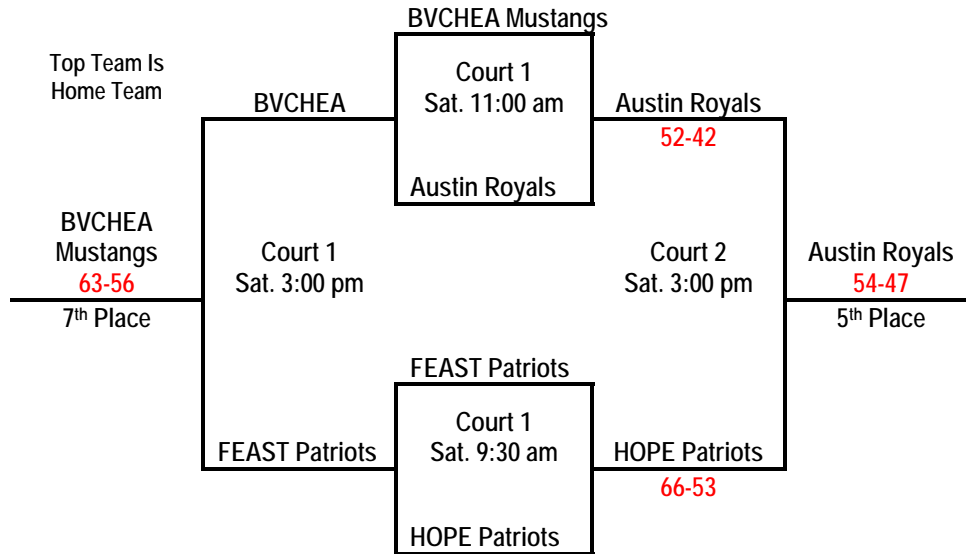 BVCHEA Mustangs
Top Team Is
Home Team
Court 1
Sat. 11:00 am
BVCHEA
Austin Royals
52-42
Austin Royals
BVCHEA
Mustangs
63-56
7th Place
Court 1
Sat. 3:00 pm
Court 2
Sat. 3:00 pm
Austin Royals
54-47
5th Place
FEAST Patriots
Court 1
Sat. 9:30 am
FEAST Patriots
HOPE Patriots
66-53
HOPE Patriots